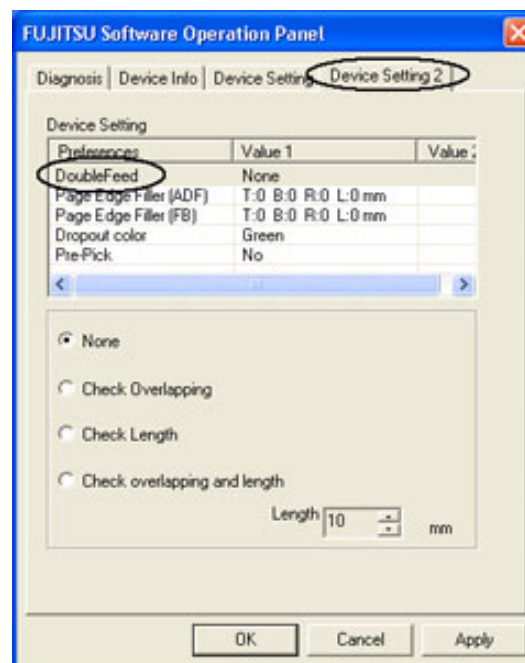 FUJITSU Software Operation Panel
Diagnosis Device Info Device Setting Device Setting 2
Device Setting
Preferences Value 1 Value 2
DoubleFeed None
Page Edge Filler (ADF) T:0 B:0 R:0 L:0 mm
Page Edge Filler (FB) T:0 B:0 R:0 L:0 mm
Dropout color Green
Pre-Pick No
None
Check Overlapping
Check Length
Check overlapping and length
Length 10 mm
OK Cancel Apply